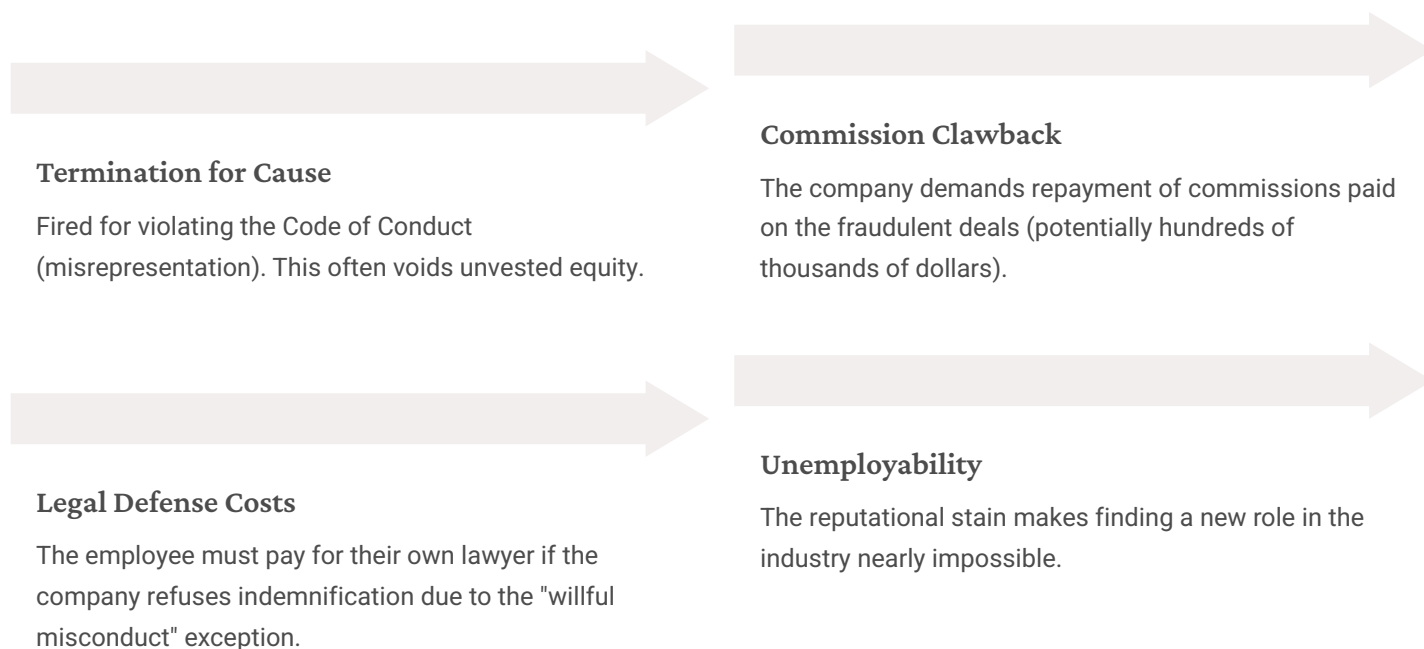 Termination for Cause
Fired for violating the Code of Conduct
(misrepresentation). This often voids unvested equity.
Commission Clawback
The company demands repayment of commissions paid
on the fraudulent deals (potentially hundreds of
thousands of dollars).
Legal Defense Costs
The employee must pay for their own lawyer if the
company refuses indemnification due to the "willful
misconduct" exception.
Unemployability
The reputational stain makes finding a new role in the
industry nearly impossible.